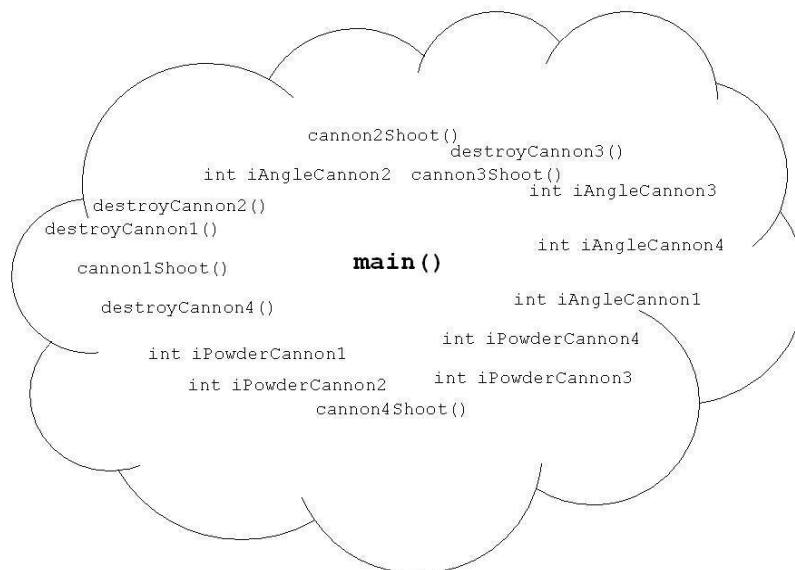 cannon2Shoot()
destroyCannon3()
int iAngleCannon2 cannon3Shoot()
int iAngleCannon3
destroyCannon2()
destroyCannon1()
int iAngleCannon4
main()
cannon1Shoot()
int iAngleCannon1
destroyCannon4()
int iPowderCannon4
int iPowderCannon1
int iPowderCannon3
int iPowderCannon2
cannon4Shoot()